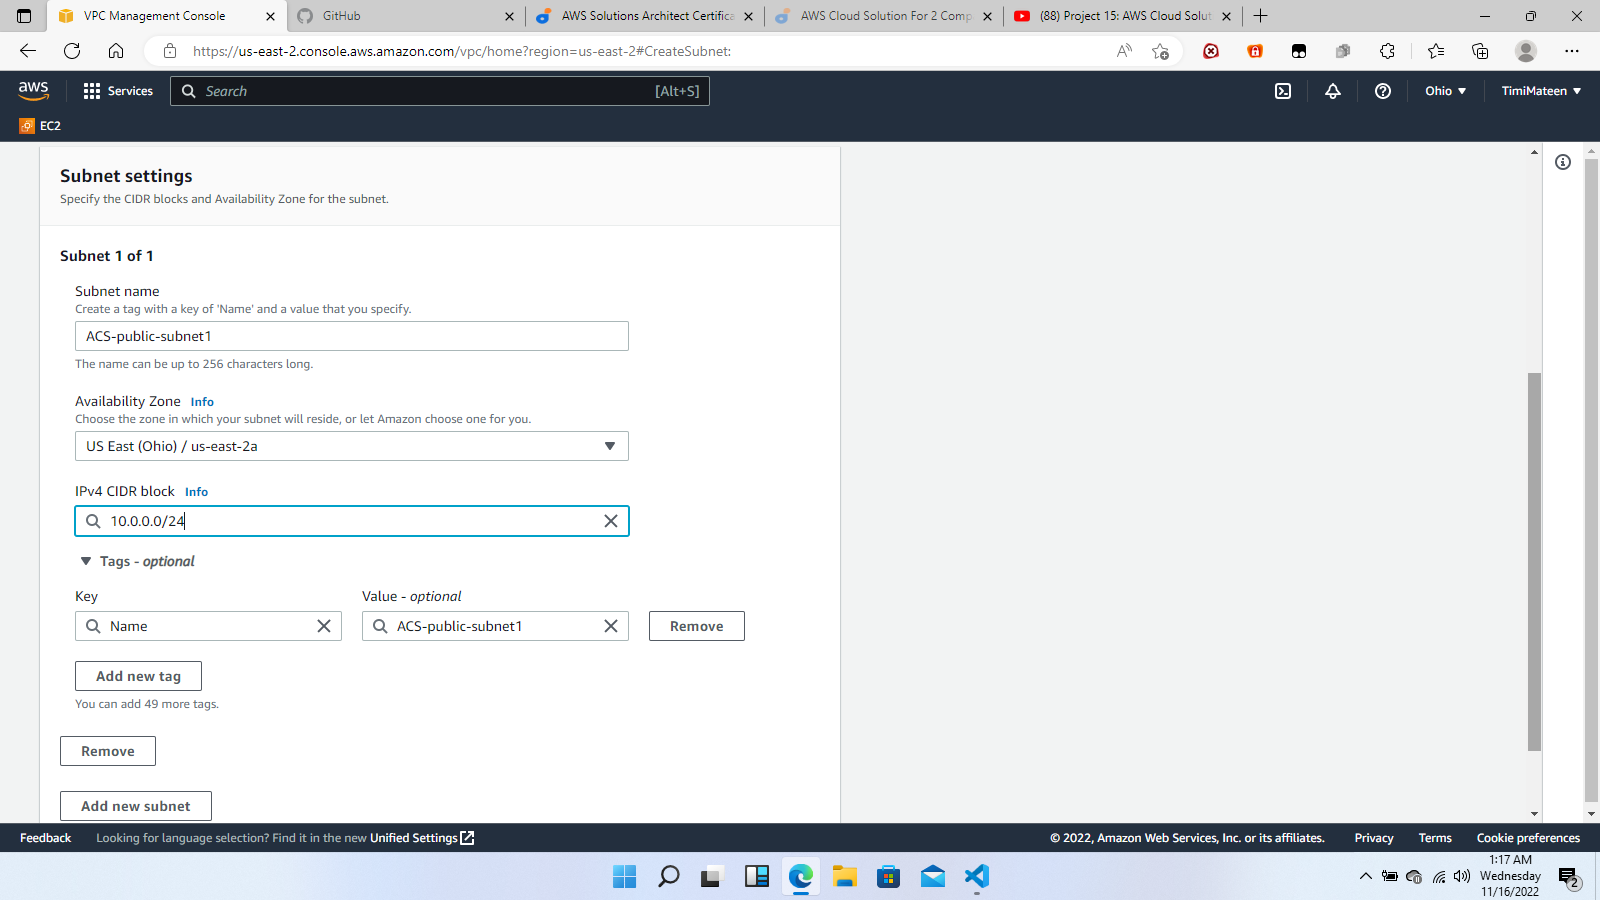 VPC Management Console
GitHub
AWS Solutions Architect Certifica
AWS Cloud Solution For 2 Comp
(88) Project 15: AWS Cloud Solut
https://us-east-2.console.aws.amazon.com/vpc/home?region=us-east-2#CreateSubnet:
aws
Services
Search
[Alt+S]
Ohio
TimiMateen
EC2
Subnet settings
Specify the CIDR blocks and Availability Zone for the subnet.
Subnet 1 of 1
Subnet name
Create a tag with a key of 'Name' and a value that you specify.
ACS-public-subnet1
The name can be up to 256 characters long.
Availability Zone Info
Choose the zone in which your subnet will reside, or let Amazon choose one for you.
US East (Ohio) / us-east-2a
IPv4 CIDR block Info
10.0.0.0/24
Tags - optional
Key
Value - optional
Name
ACS-public-subnet1
Remove
Add new tag
You can add 49 more tags.
Remove
Add new subnet
Feedback
Looking for language selection? Find it in the new Unified Settings
© 2022, Amazon Web Services, Inc. or its affiliates.
Privacy
Terms
Cookie preferences
1:17 AM
Wednesday
11/16/2022
2